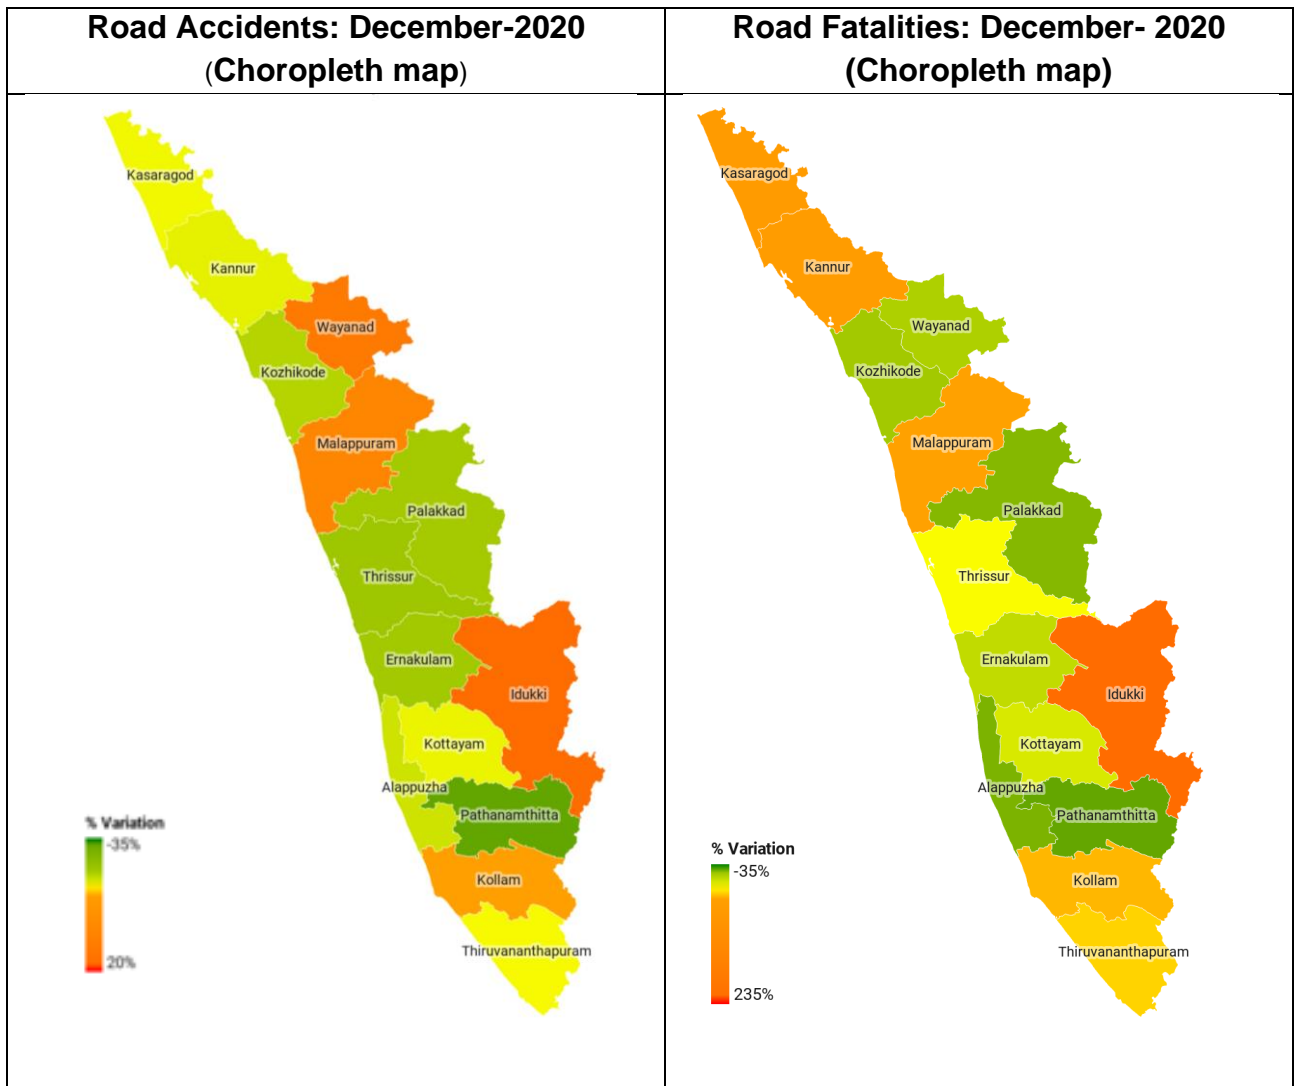 Road Accidents: December-2020
(Choropleth map)
Kasaragod
Kannur
Wayanad
Kozhikode
Malappuram
Palakkad
Thrissur
Ernakulam
Idukki
Kottayam
Alappuzha
Pathanamthitta
Kollam
Thiruvananthapuram
% Variation
-35%
20%
Road Fatalities: December- 2020
(Choropleth map)
Kasaragod
Kannur
Wayanad
Kozhikode
Malappuram
Palakkad
Thrissur
Ernakulam
Idukki
Kottayam
Alappuzha
Pathanamthitta
Kollam
Thiruvananthapuram
% Variation
-35%
235%